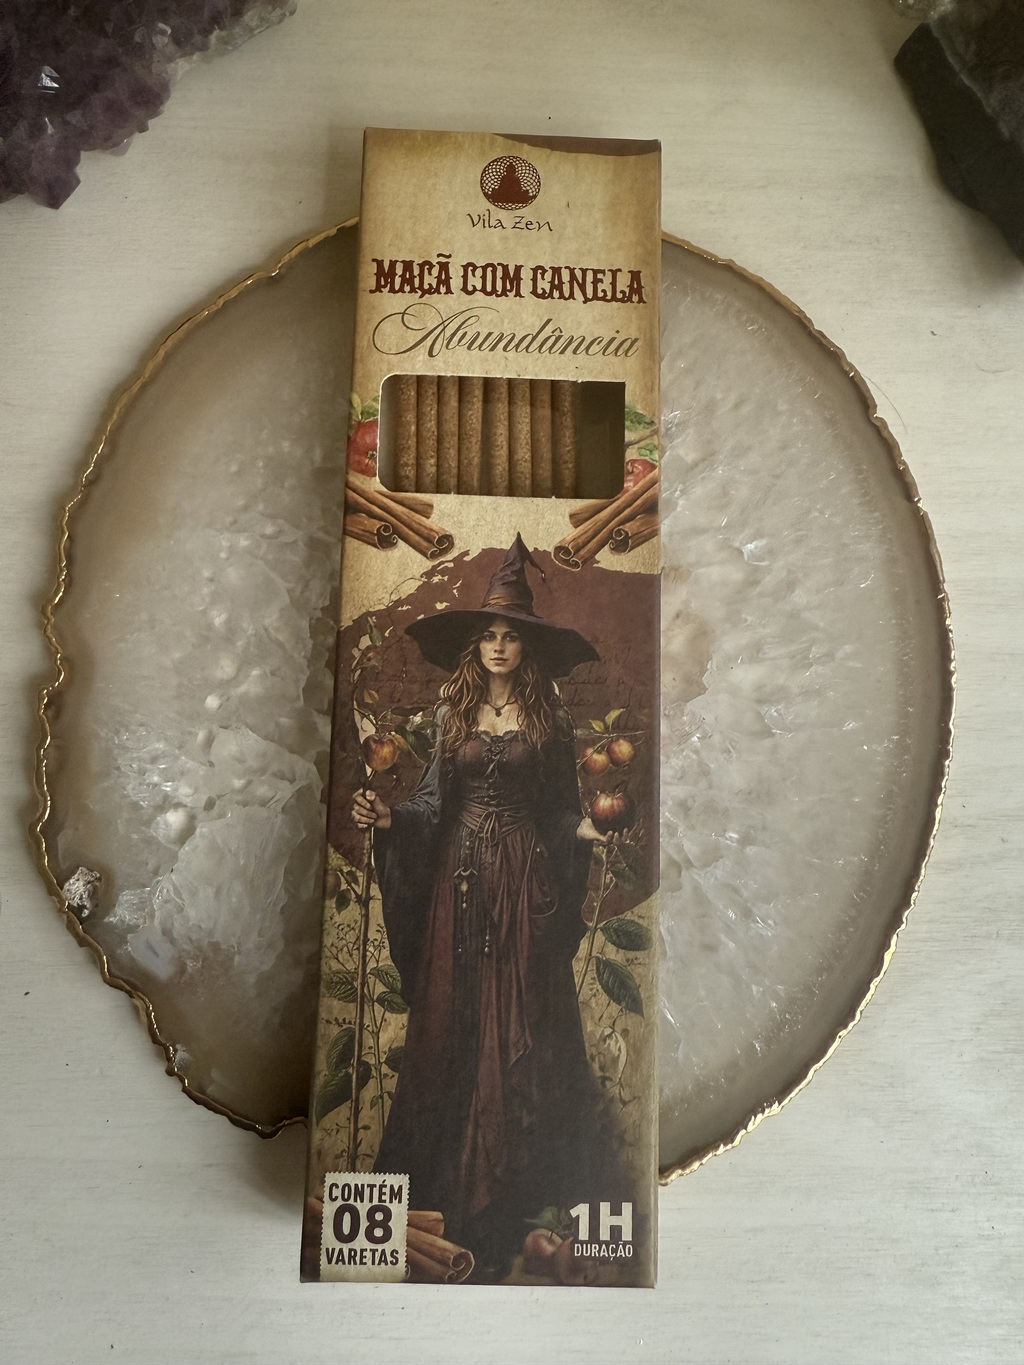 Vila Zen
MAÇÃ COM CANELA
Abundância
CONTÉM
08
VARETAS
1H
DURAÇÃO